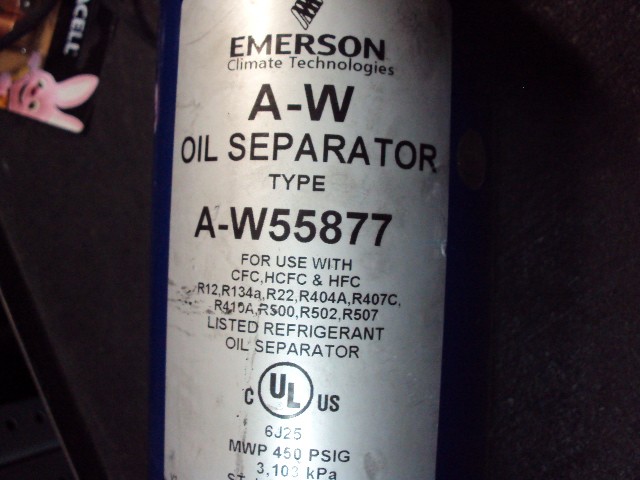 EMERSON
Climate Technologies
A-W
OIL SEPARATOR
TYPE
A-W55877
FOR USE WITH
CFC,HCFC & HFC
R12,R134a,R22,R404A,R407C,
R410A,R500,R502,R507
LISTED REFRIGERANT
OIL SEPARATOR
C UL US
6J25
MWP 450 PSIG
3,103 kPa
CELL